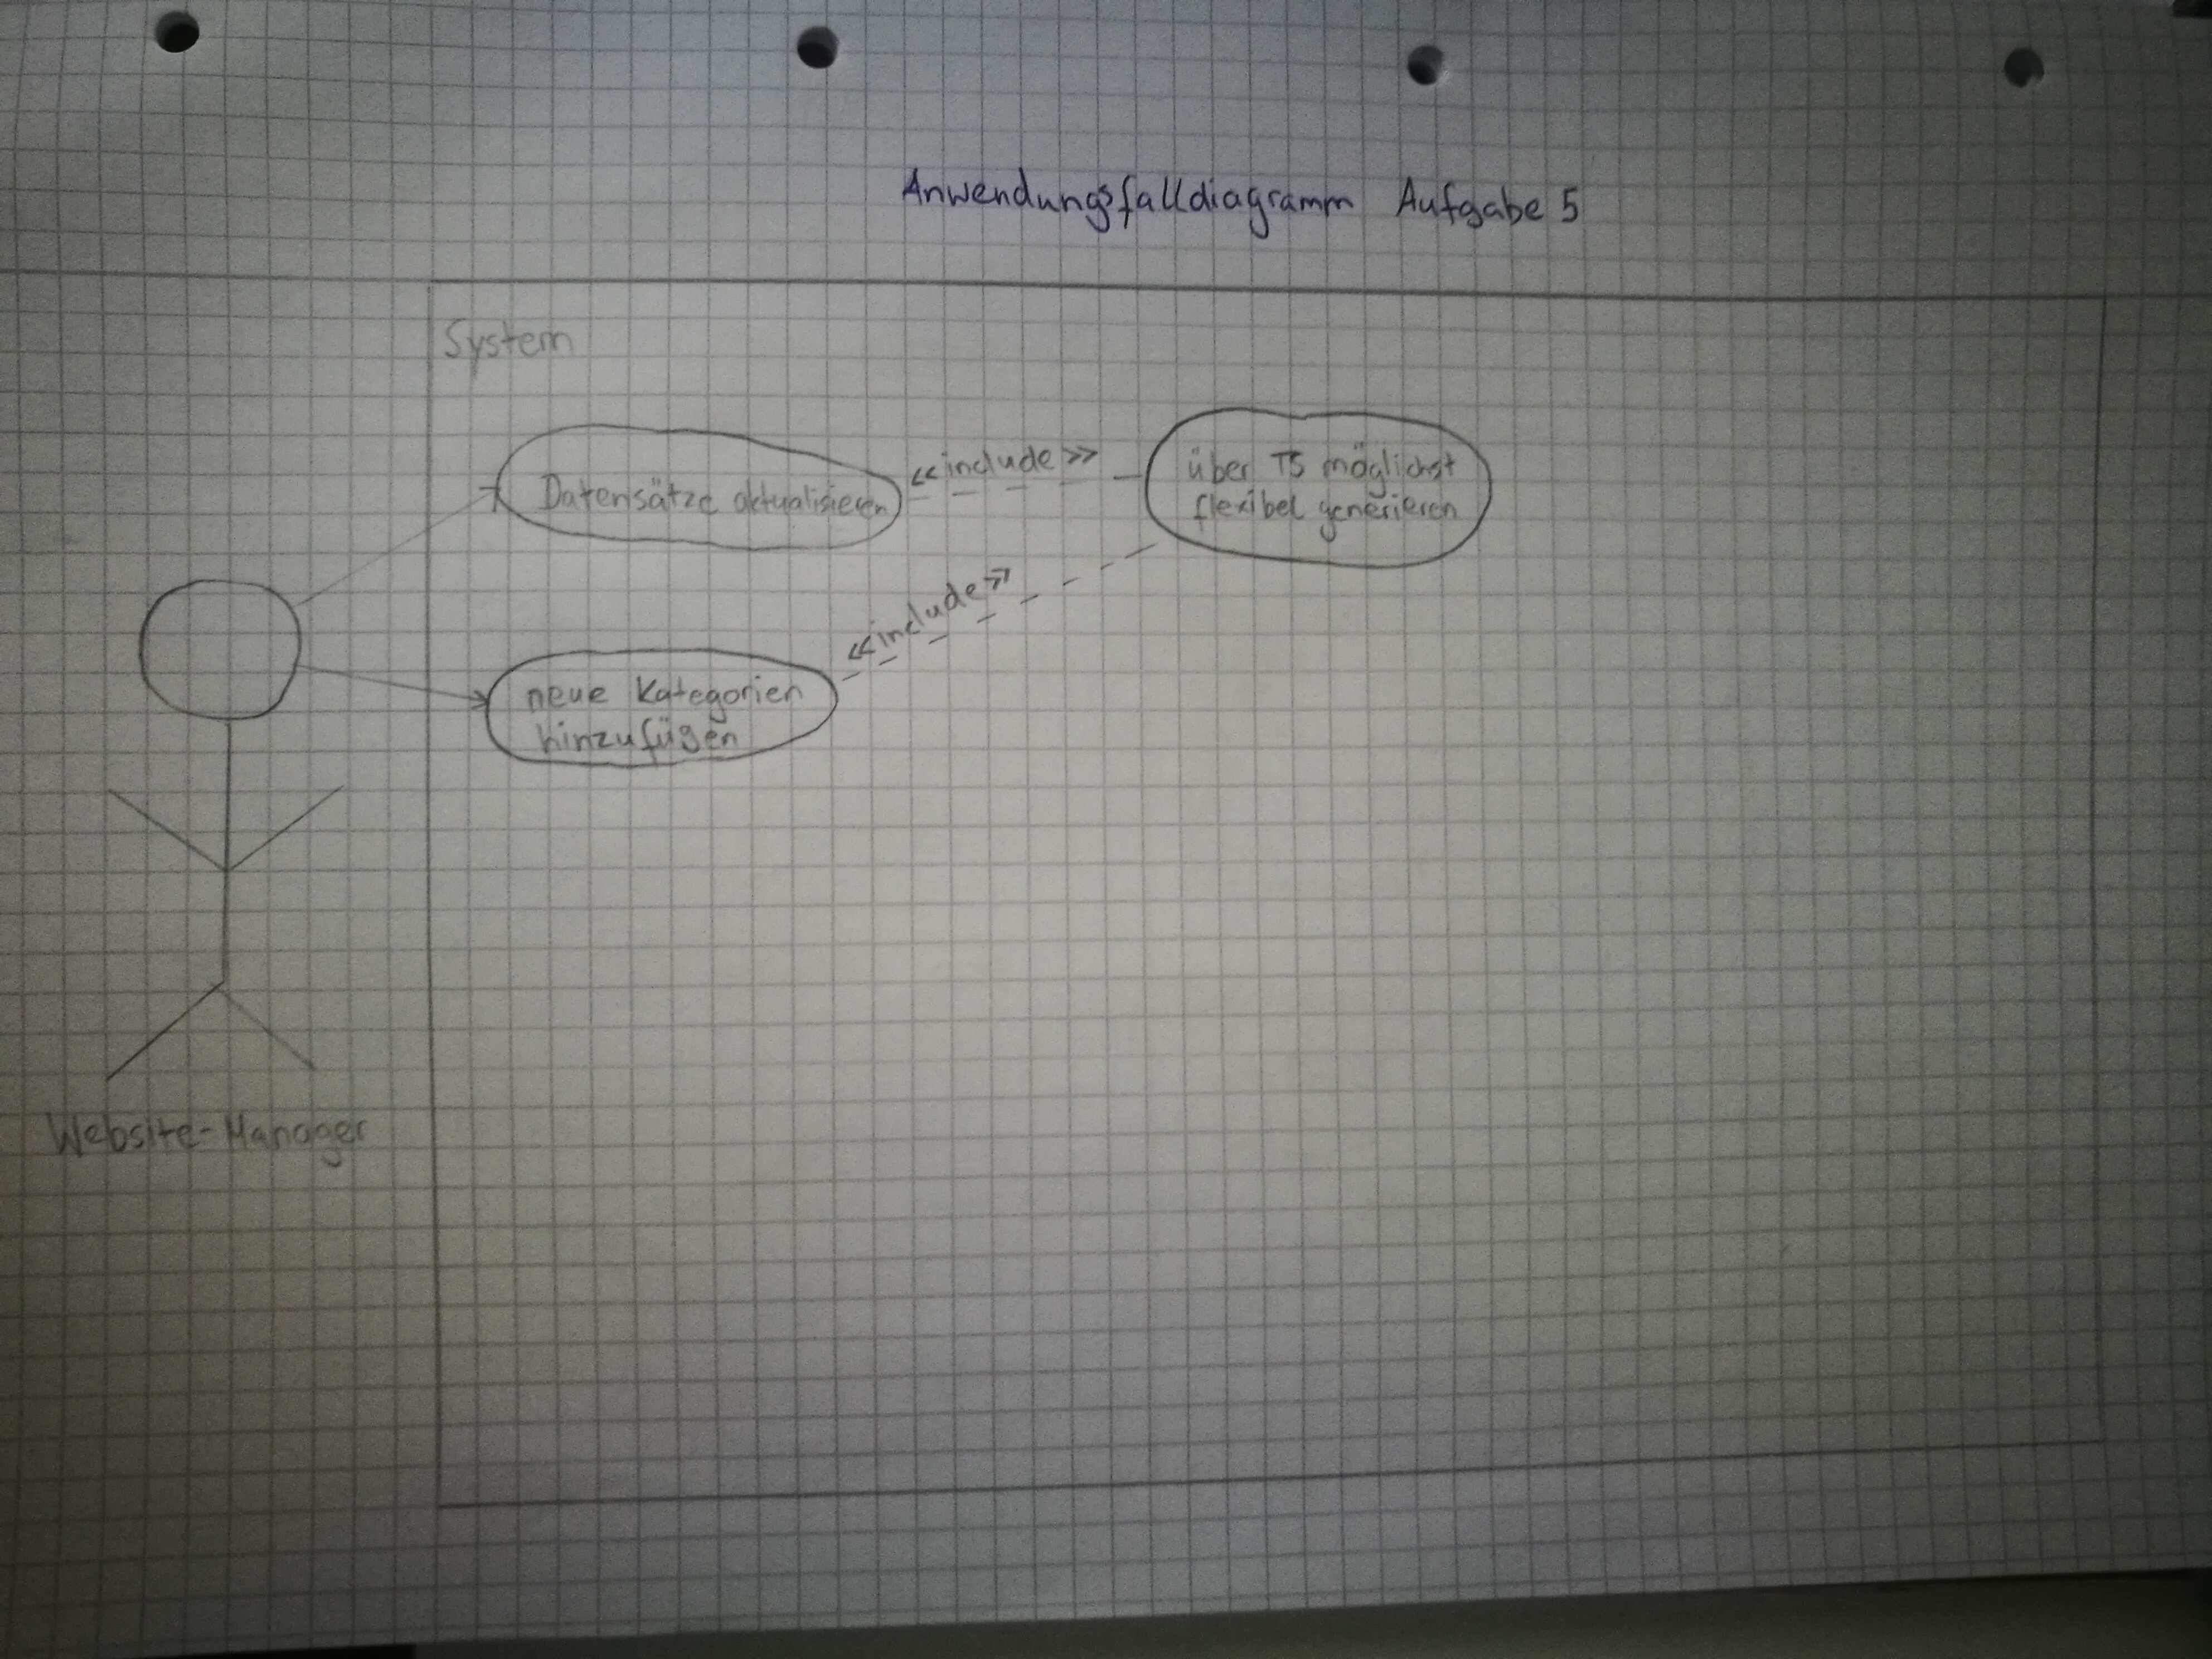 Anwendungsfalldiagramm Aufgabe 5
System
Datensätze aktualisieren
<<include>>
über TS möglichst
flexibel generieren
<<include>>
neue Kategorien
hinzufügen
Website-Manager